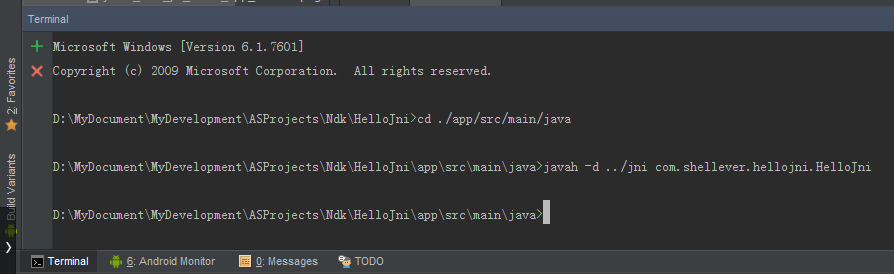 Terminal
Microsoft Windows [Version 6.1.7601]
Copyright (c) 2009 Microsoft Corporation.  All rights reserved.
D:\MyDocument\MyDevelopment\ASProjects\Ndk\HelloJni>cd ./app/src/main/java
D:\MyDocument\MyDevelopment\ASProjects\Ndk\HelloJni\app\src\main\java>javah -d ../jni com.shellever.hellojni.HelloJni
D:\MyDocument\MyDevelopment\ASProjects\Ndk\HelloJni\app\src\main\java>
2: Favorites
Build Variants
Terminal
6: Android Monitor
0: Messages
TODO